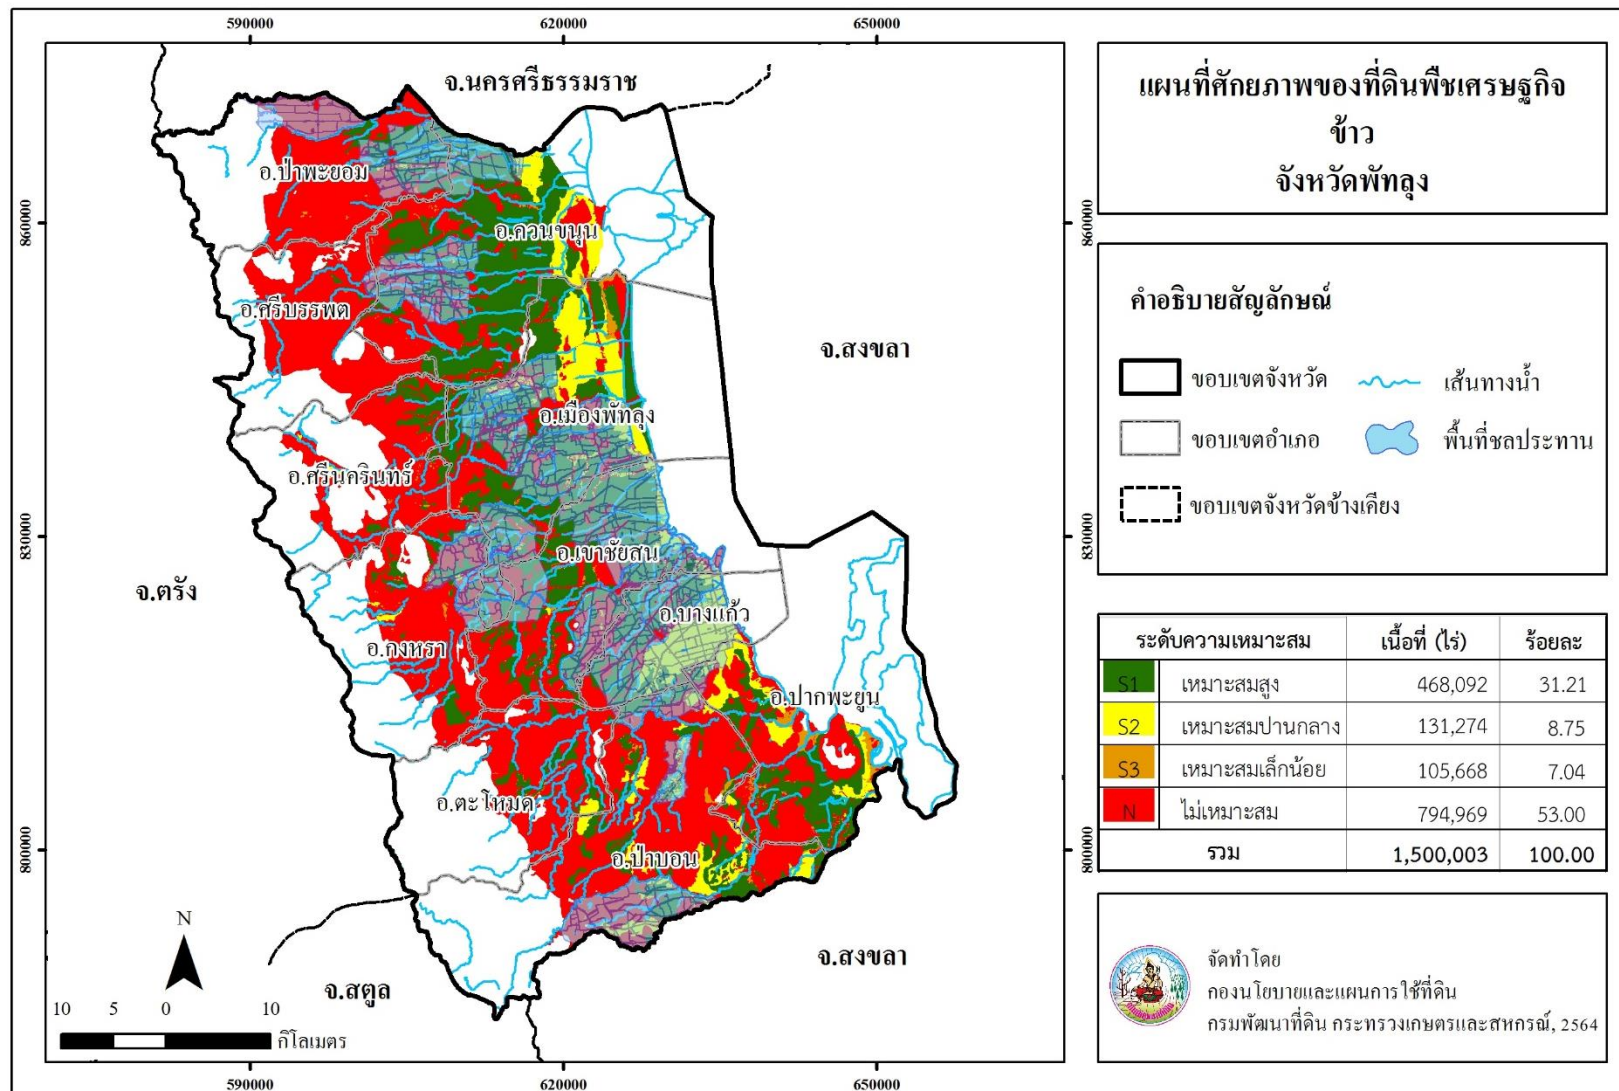 590000
620000
650000
แผนที่ศักยภาพของที่ดินพืชเศรษฐกิจ
ข้าว
จังหวัดพัทลุง
จ.นครศรีธรรมราช
อ.ป่าพะยอม
860000
860000
อ.ควนขนุน
อ.ศรีบรรพต
คำอธิบายสัญลักษณ์
จ.สงขลา
ขอบเขตจังหวัด
เส้นทางน้ำ
อ.เมืองพัทลุง
ขอบเขตอำเภอ
พื้นที่ชลประทาน
อ.ศรีนครินทร์
ขอบเขตจังหวัดข้างเคียง
830000
830000
อ.เขาชัยสน
จ.ตรัง
อ.บางแก้ว
อ.กงหรา
ระดับความเหมาะสม เนื้อที่ (ไร่) ร้อยละ
S1 เหมาะสมสูง 468,092 31.21
อ.ปากพะยูน
S2 เหมาะสมปานกลาง 131,274 8.75
S3 เหมาะสมเล็กน้อย 105,668 7.04
อ.ตะโหมด
N ไม่เหมาะสม 794,969 53.00
800000
800000
อ.ป่าบอน
รวม 1,500,003 100.00
N
จ.สงขลา
จ.สตูล
จัดทำโดย
กองนโยบายและแผนการใช้ที่ดิน
กรมพัฒนาที่ดิน กระทรวงเกษตรและสหกรณ์, 2564
10 5 0 10
กิโลเมตร
590000
620000
650000